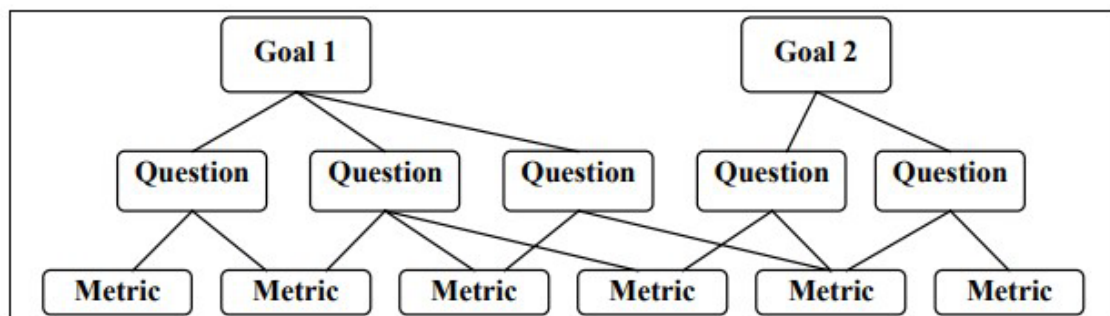 Goal 1 Goal 2
Question Question Question Question Question
Metric Metric Metric Metric Metric Metric